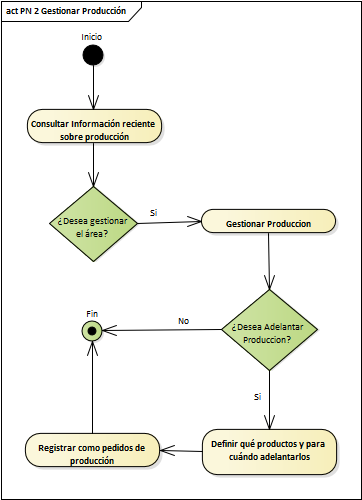 act PN 2 Gestionar Producción
Inicio
Consultar Información reciente
sobre producción
¿Desea gestionar
el área?
Si
Gestionar Produccion
¿Desea Adelantar
Produccion?
No
Fin
Si
Definir qué productos y para
cuándo adelantarlos
Registrar como pedidos de
producción